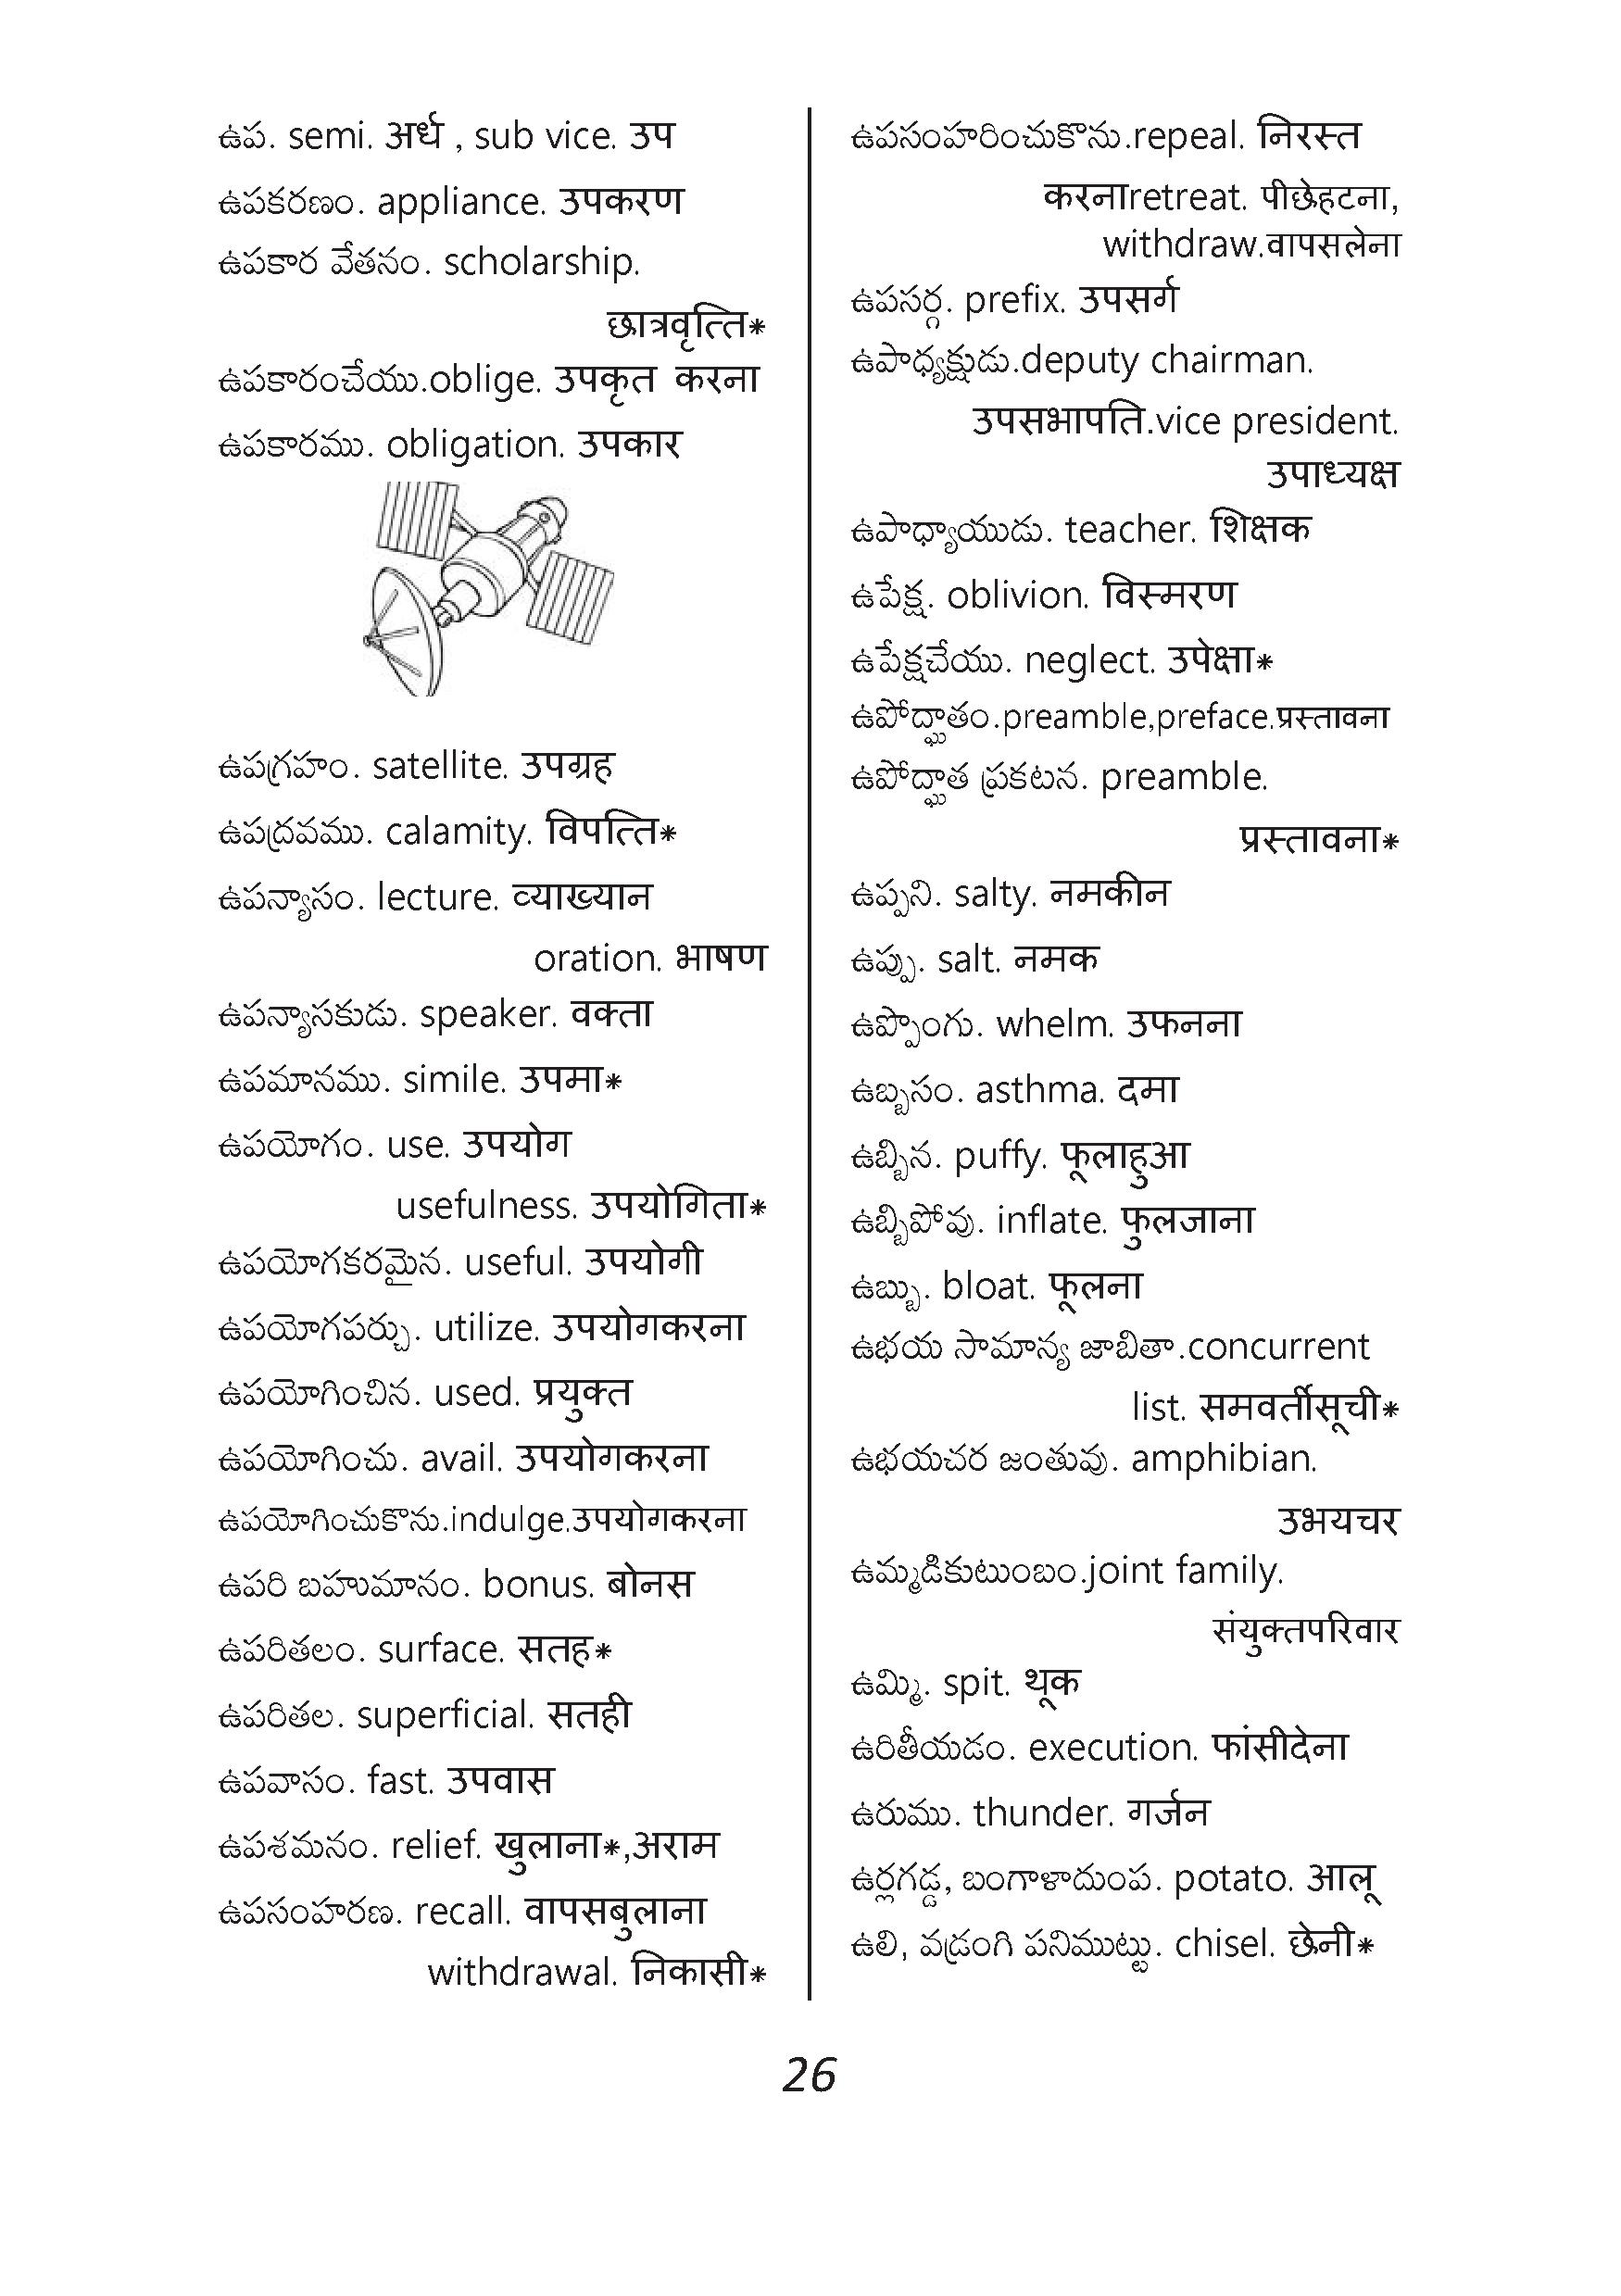 ఉప. semi. अर्ध , sub vice. उप
ఉపకరణం. appliance. उपकरण
ఉపకార వేతనం. scholarship.
छात्रवृत्ति*
ఉపకారంచేయు.oblige. उपकृत करना
ఉపకారము. obligation. उपकार
ఉపగ్రహం. satellite. उपग्रह
ఉపద్రవము. calamity. विपत्ति*
ఉపన్యాసం. lecture. व्याख्यान
oration. भाषण
ఉపన్యాసకుడు. speaker. वक्ता
ఉపమానము. simile. उपमा*
ఉపయోగం. use. उपयोग
usefulness. उपयोगिता*
ఉపయోగకరమైన. useful. उपयोगी
ఉపయోగపర్చు. utilize. उपयोगकरना
ఉపయోగించిన. used. प्रयुक्त
ఉపయోగించు. avail. उपयोगकरना
ఉపయోగించుకొను.indulge.उपयोगकरना
ఉపరి బహుమానం. bonus. बोनस
ఉపరితలం. surface. सतह*
ఉపరితల. superficial. सतही
ఉపవాసం. fast. उपवास
ఉపశమనం. relief. खुलाना*,अराम
ఉపసంహరణ. recall. वापसबुलाना
withdrawal. निकासी*
ఉపసంహరించుకొను.repeal. निरस्त
करनाretreat. पीछेहटना,
withdraw.वापसलेना
ఉపసర్గ. prefix. उपसर्ग
ఉపాధ్యక్షుడు.deputy chairman.
उपसभापति.vice president.
उपाध्यक्ष
ఉపాధ్యాయుడు. teacher. शिक्षक
ఉపేక్ష. oblivion. विस्मरण
ఉపేక్షచేయు. neglect. उपेक्षा*
ఉపోద్ఘాతం.preamble,preface.प्रस्तावना
ఉపోద్ఘాత ప్రకటన. preamble.
प्रस्तावना*
ఉప్పని. salty. नमकीन
ఉప్పు. salt. नमक
ఉప్పొంగు. whelm. उफनना
ఉబ్బసం. asthma. दमा
ఉబ్బిన. puffy. फूलाहुआ
ఉబ్బిపోవు. inflate. फुलजाना
ఉబ్బు. bloat. फूलना
ఉభయ సామాన్య జాబితా.concurrent
list. समवर्तीसूची*
ఉభయచర జంతువు. amphibian.
उभयचर
ఉమ్మడికుటుంబం.joint family.
संयुक्तपरिवार
ఉమ్మి. spit. थूक
ఉరితీయడం. execution. फांसीदेना
ఉరుము. thunder. गर्जन
ఉర్లగడ్డ, బంగాళాదుంప. potato. आलू
ఉలి, వడ్రంగి పనిముట్టు. chisel. छेनी*
26